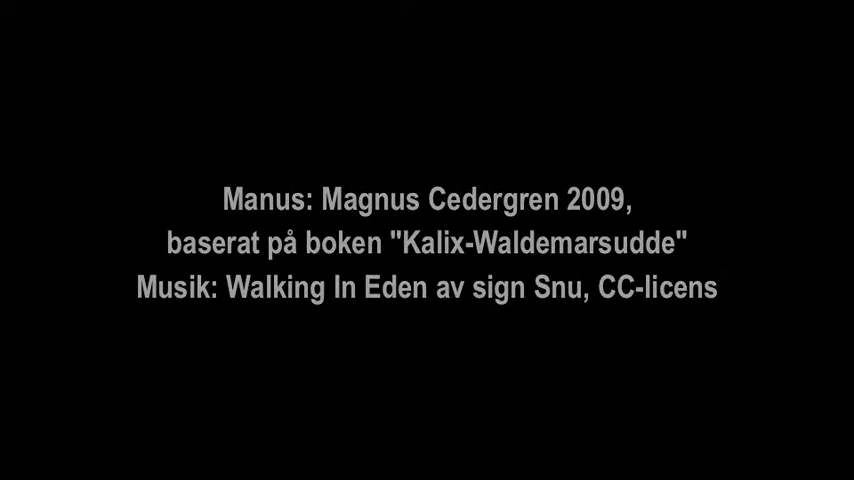 Manus: Magnus Cedergren 2009,
baserat på boken "Kalix-Waldemarsudde"
Musik: Walking In Eden av sign Snu, CC-licens